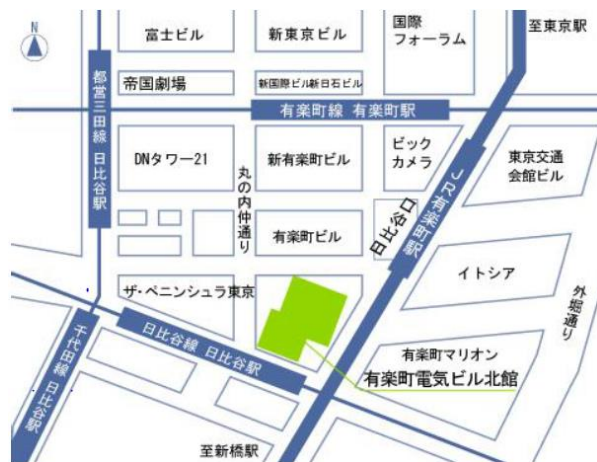 N
富士ビル
新東京ビル
国際
フォーラム
至東京駅
都営三田線 日比谷駅
帝国劇場
新国際ビル新日石ビル
有楽町線 有楽町駅
DNタワー21
丸の内仲通り
新有楽町ビル
ビック
カメラ
東京交通
会館ビル
JR有楽町駅
日比谷口
有楽町ビル
イトシア
外堀通り
ザ・ペニンシュラ東京
日比谷線 日比谷駅
千代田線 日比谷駅
有楽町マリオン
有楽町電気ビル北館
至新橋駅